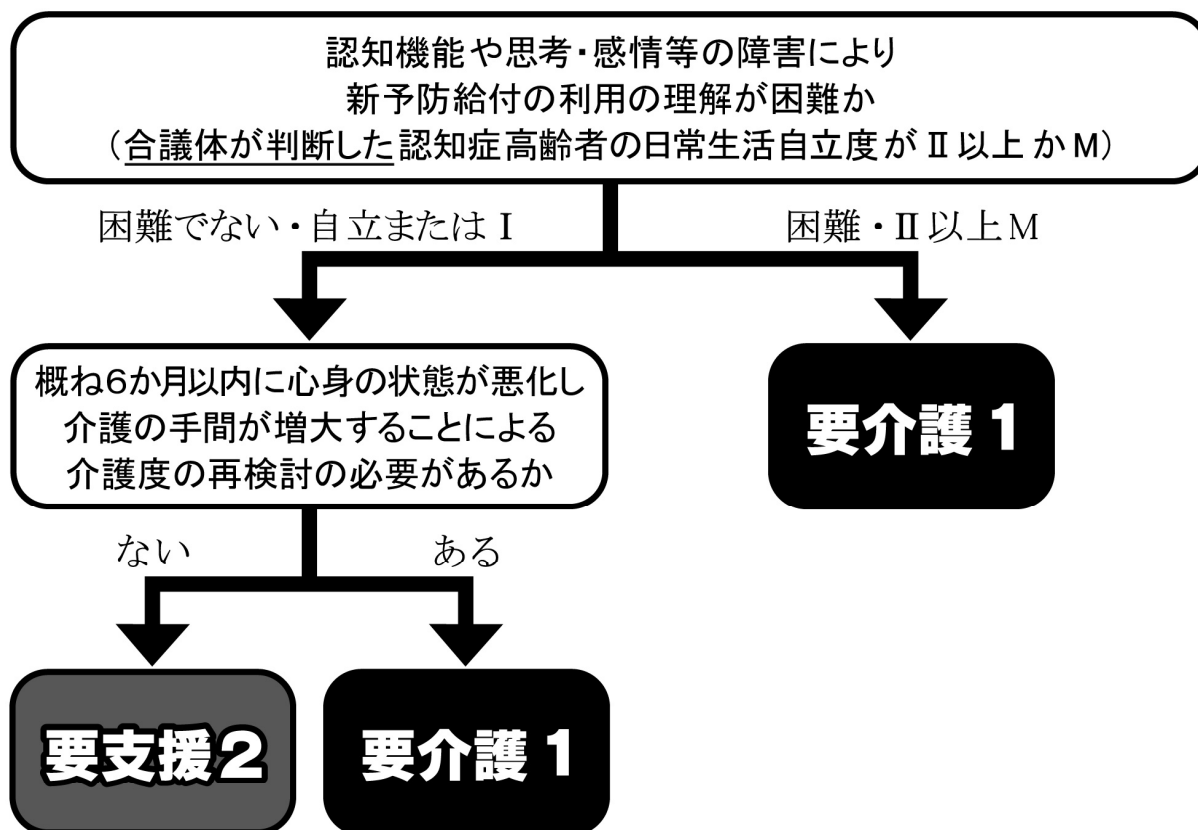 認知機能や思考・感情等の障害により
新予防給付の利用の理解が困難か
（合議体が判断した認知症高齢者の日常生活自立度がⅡ以上かM）
困難でない・自立またはⅠ
困難・Ⅱ以上M
概ね６か月以内に心身の状態が悪化し
介護の手間が増大することによる
介護度の再検討の必要があるか
要介護１
ない
ある
要支援２
要介護１